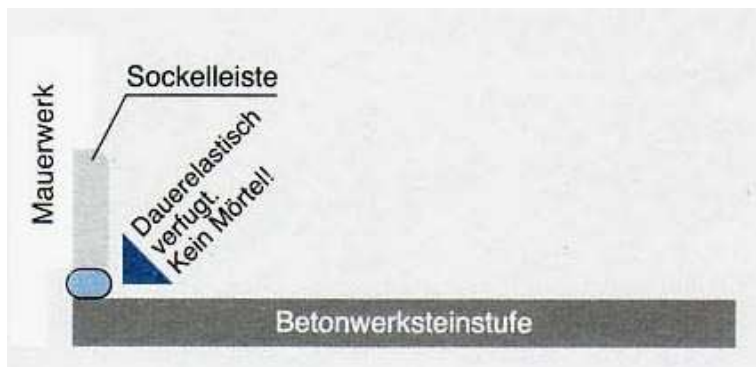 Sockelleiste
Mauerwerk
Dauerelastisch
verfugt.
Kein Mörtel!
Betonwerksteinstufe